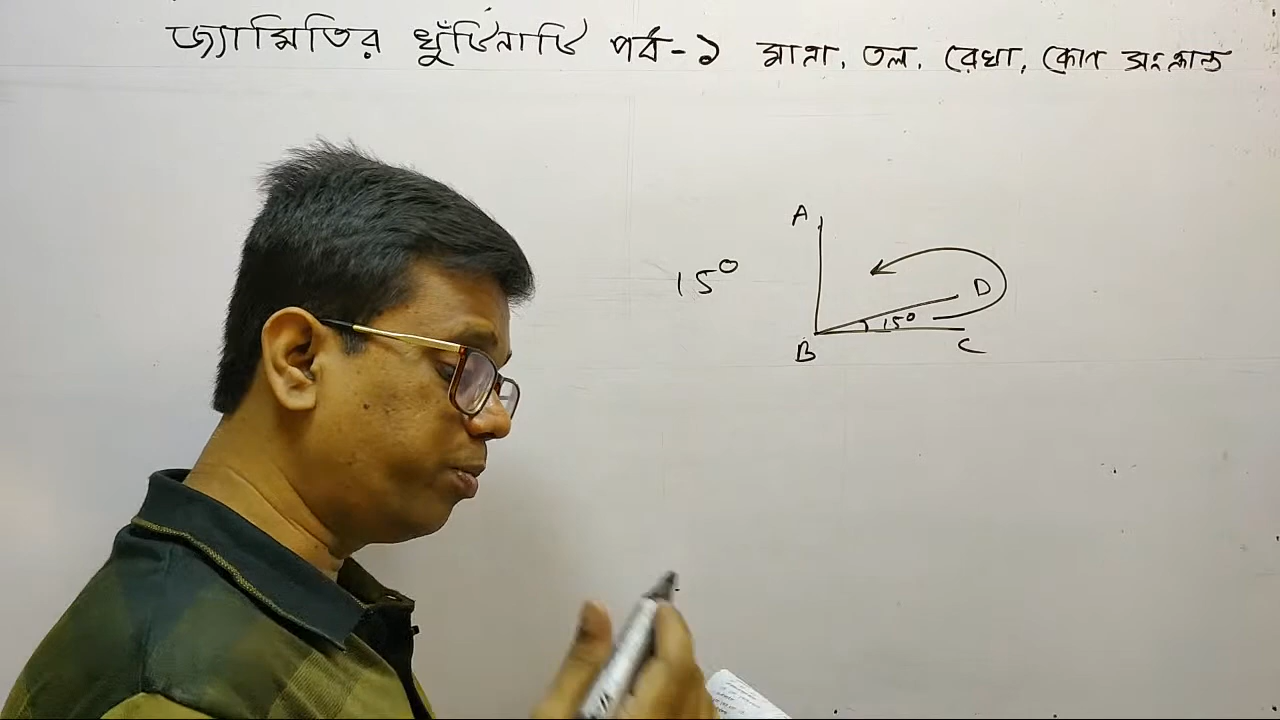 জ্যামিতির খুঁটিনাটি পর্ব-১ মাত্রা, তল, রেখা, কোণ সংক্রান্ত
A
15°
D
15°
B
C